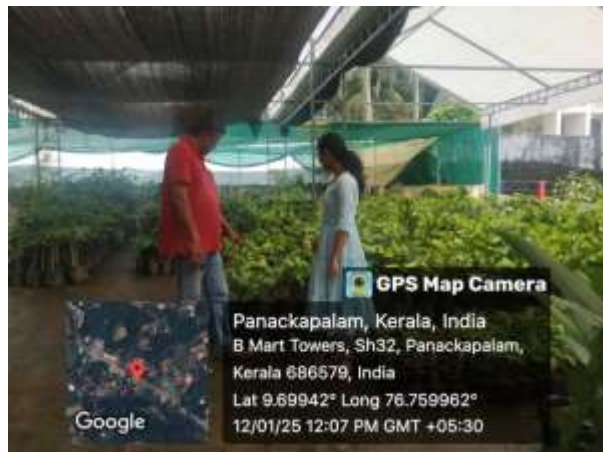 GPS Map Camera
Panackapalam, Kerala, India
B Mart Towers, Sh32, Panackapalam,
Kerala 686579, India
Lat 9.69942° Long 76.759962°
12/01/25 12:07 PM GMT +05:30
Google